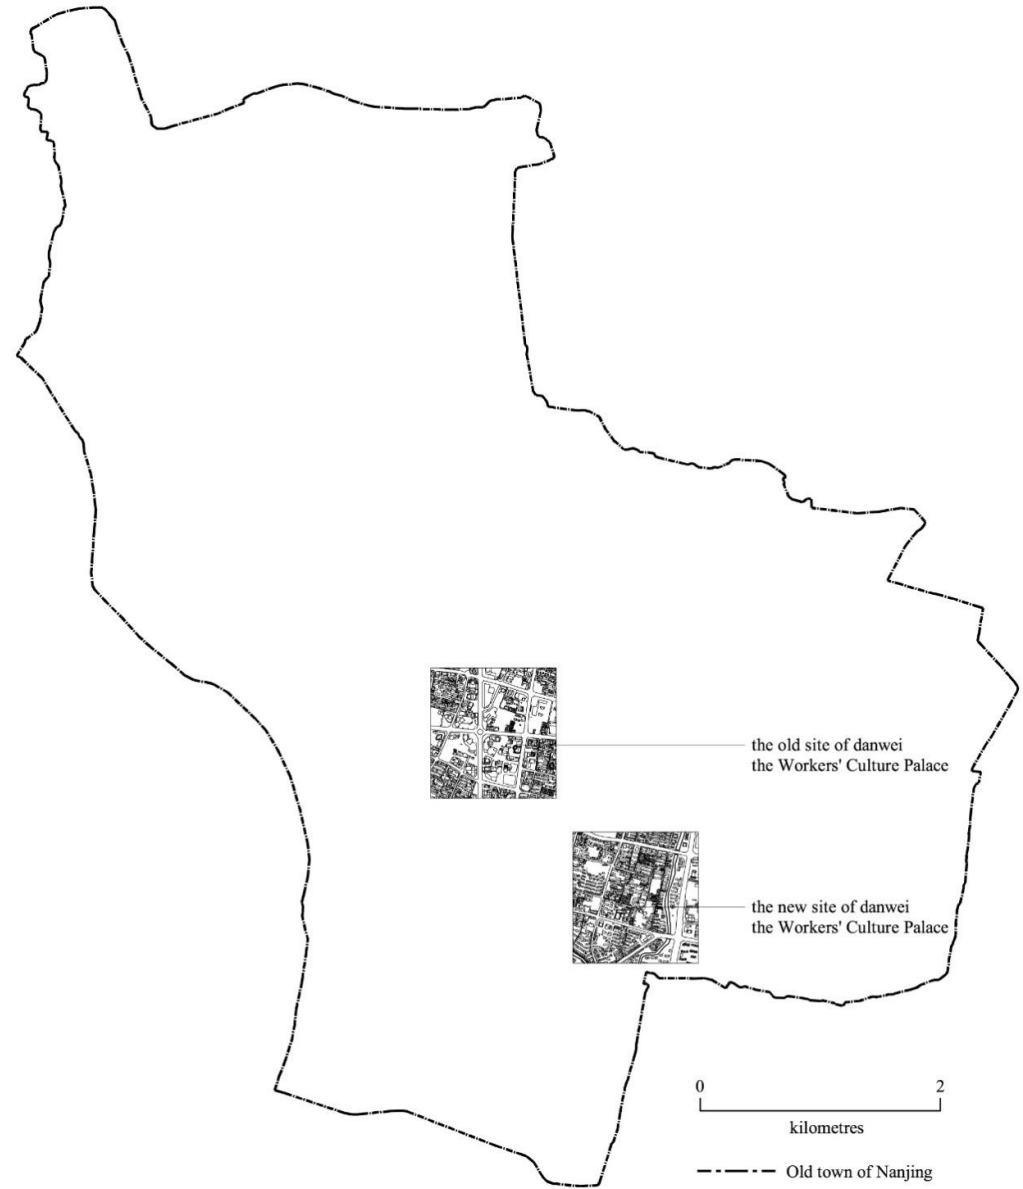 the old site of danwei
the Workers' Culture Palace
the new site of danwei
the Workers' Culture Palace
0 2
kilometres
Old town of Nanjing